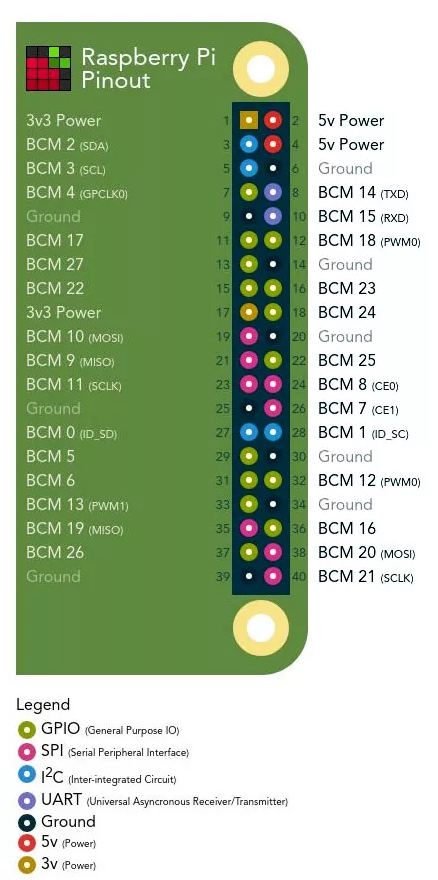 Raspberry Pi
Pinout
3v3 Power 1 2 5v Power
BCM 2 (SDA) 3 4 5v Power
BCM 3 (SCL) 5 6 Ground
BCM 4 (GPCLK0) 7 8 BCM 14 (TXD)
Ground 9 10 BCM 15 (RXD)
BCM 17 11 12 BCM 18 (PWM0)
BCM 27 13 14 Ground
BCM 22 15 16 BCM 23
3v3 Power 17 18 BCM 24
BCM 10 (MOSI) 19 20 Ground
BCM 9 (MISO) 21 22 BCM 25
BCM 11 (SCLK) 23 24 BCM 8 (CE0)
Ground 25 26 BCM 7 (CE1)
BCM 0 (ID_SD) 27 28 BCM 1 (ID_SC)
BCM 5 29 30 Ground
BCM 6 31 32 BCM 12 (PWM0)
BCM 13 (PWM1) 33 34 Ground
BCM 19 (MISO) 35 36 BCM 16
BCM 26 37 38 BCM 20 (MOSI)
Ground 39 40 BCM 21 (SCLK)
Legend
GPIO (General Purpose IO)
SPI (Serial Peripheral Interface)
I²C (Inter-integrated Circuit)
UART (Universal Asyncronous Receiver/Transmitter)
Ground
5v (Power)
3v (Power)